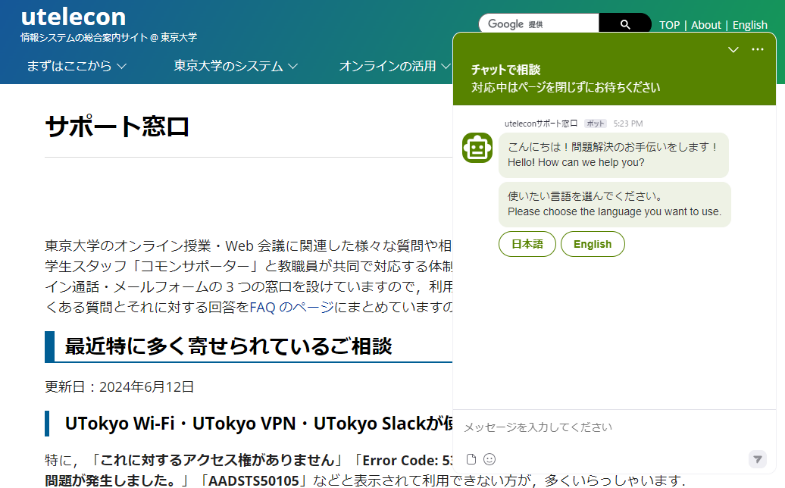 utelecon
情報システムの総合案内サイト @ 東京大学
Google 提供
TOP | About | English
まずはここから
東京大学のシステム
オンラインの活用
サポート窓口
東京大学のオンライン授業・Web 会議に関連した様々な質問や相
学生スタッフ「コモンサポーター」と教職員が共同で対応する体制
イン通話・メールフォームの 3 つの窓口を設けていますので，利用
くある質問とそれに対する回答をFAQ のページにまとめていますの
最近特に多く寄せられているご相談
更新日：2024年6月12日
UTokyo Wi-Fi・UTokyo VPN・UTokyo Slackが使
特に，「これに対するアクセス権がありません」「Error Code: 53
問題が発生しました。」「AADSTS50105」などと表示されて利用できない方が，多くいらっしゃいます．
チャットで相談
対応中はページを閉じずにお待ちください
uteleconサポート窓口 ボット 5:23 PM
こんにちは！問題解決のお手伝いをします！
Hello! How can we help you?
使いたい言語を選んでください。
Please choose the language you want to use.
日本語
English
メッセージを入力してください